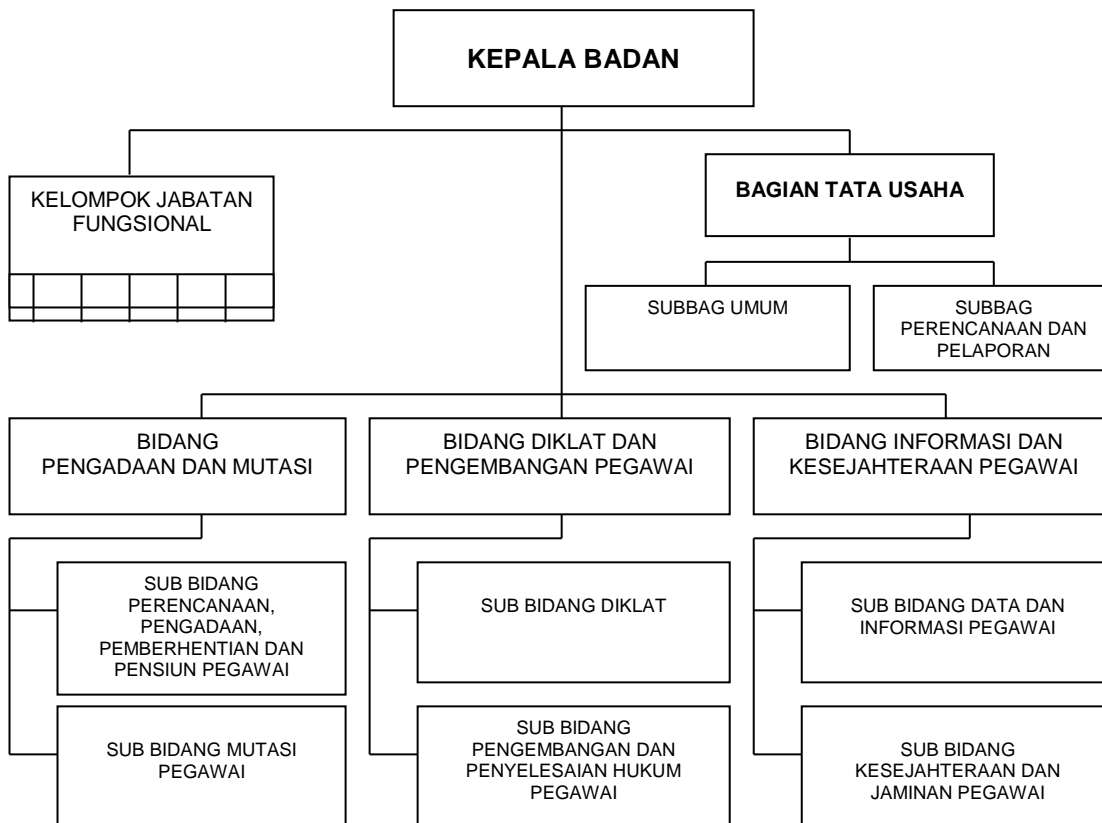 KEPALA BADAN
KELOMPOK JABATAN
FUNGSIONAL
BAGIAN TATA USAHA
SUBBAG UMUM
SUBBAG
PERENCANAAN DAN
PELAPORAN
BIDANG
PENGADAAN DAN MUTASI
BIDANG DIKLAT DAN
PENGEMBANGAN PEGAWAI
BIDANG INFORMASI DAN
KESEJAHTERAAN PEGAWAI
SUB BIDANG
PERENCANAAN,
PENGADAAN,
PEMBERHENTIAN DAN
PENSIUN PEGAWAI
SUB BIDANG DIKLAT
SUB BIDANG DATA DAN
INFORMASI PEGAWAI
SUB BIDANG MUTASI
PEGAWAI
SUB BIDANG
PENGEMBANGAN DAN
PENYELESAIAN HUKUM
PEGAWAI
SUB BIDANG
KESEJAHTERAAN DAN
JAMINAN PEGAWAI